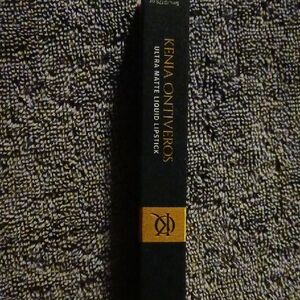 KENIA ONTIVEROS
ULTRA MATTE LIQUID LIPSTICK